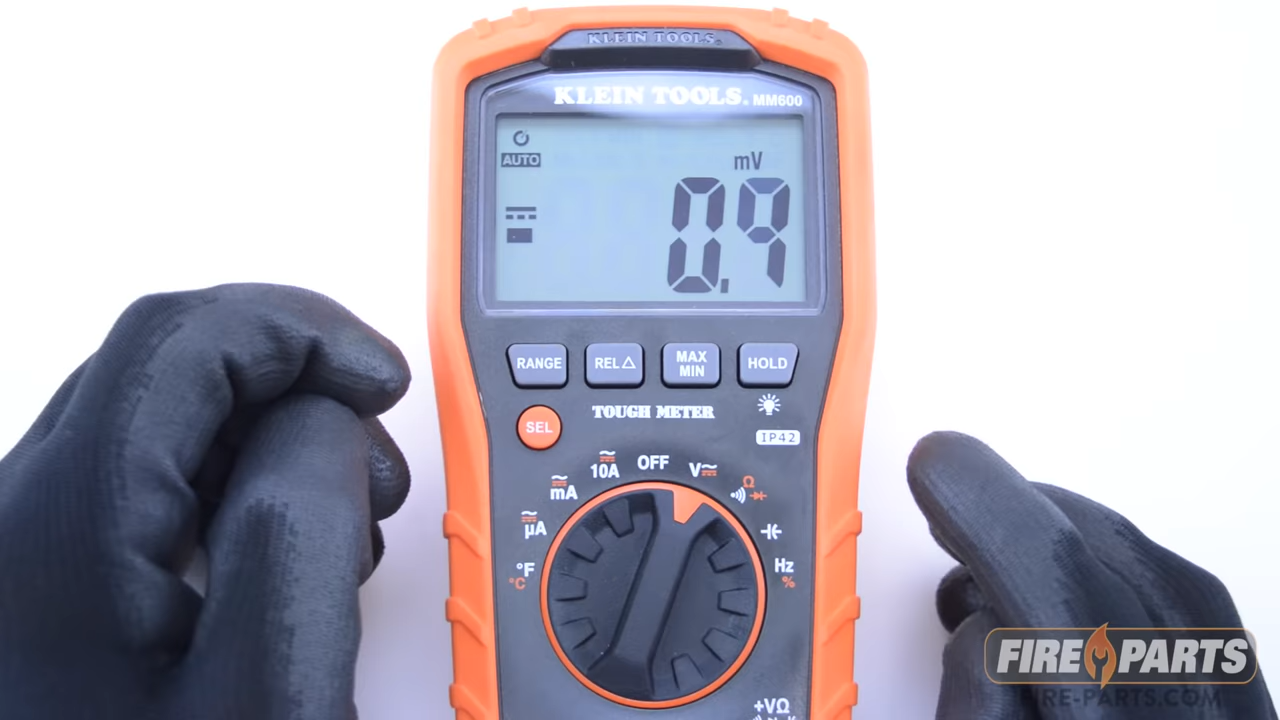 KLEIN TOOLS®
KLEIN TOOLS® MM600
AUTO
mV
0.9
RANGE
REL△
MAX
MIN
HOLD
SEL
TOUGH METER
IP42
10A
OFF
V
Ω
mA
µA
Hz
%
°F
°C
+VΩ
FIRE PARTS
FIRE-PARTS.COM